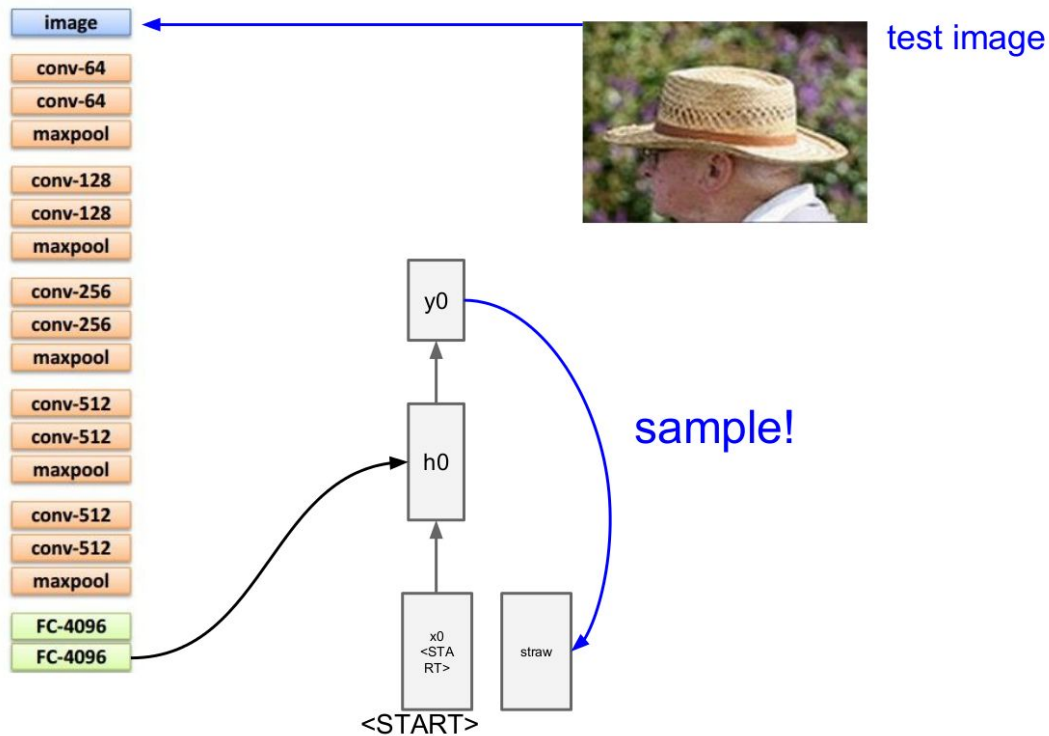 image
test image
conv-64
conv-64
maxpool
conv-128
conv-128
maxpool
conv-256
conv-256
maxpool
conv-512
conv-512
maxpool
conv-512
conv-512
maxpool
FC-4096
FC-4096
y0
sample!
h0
x0
<STA
RT>
straw
<START>